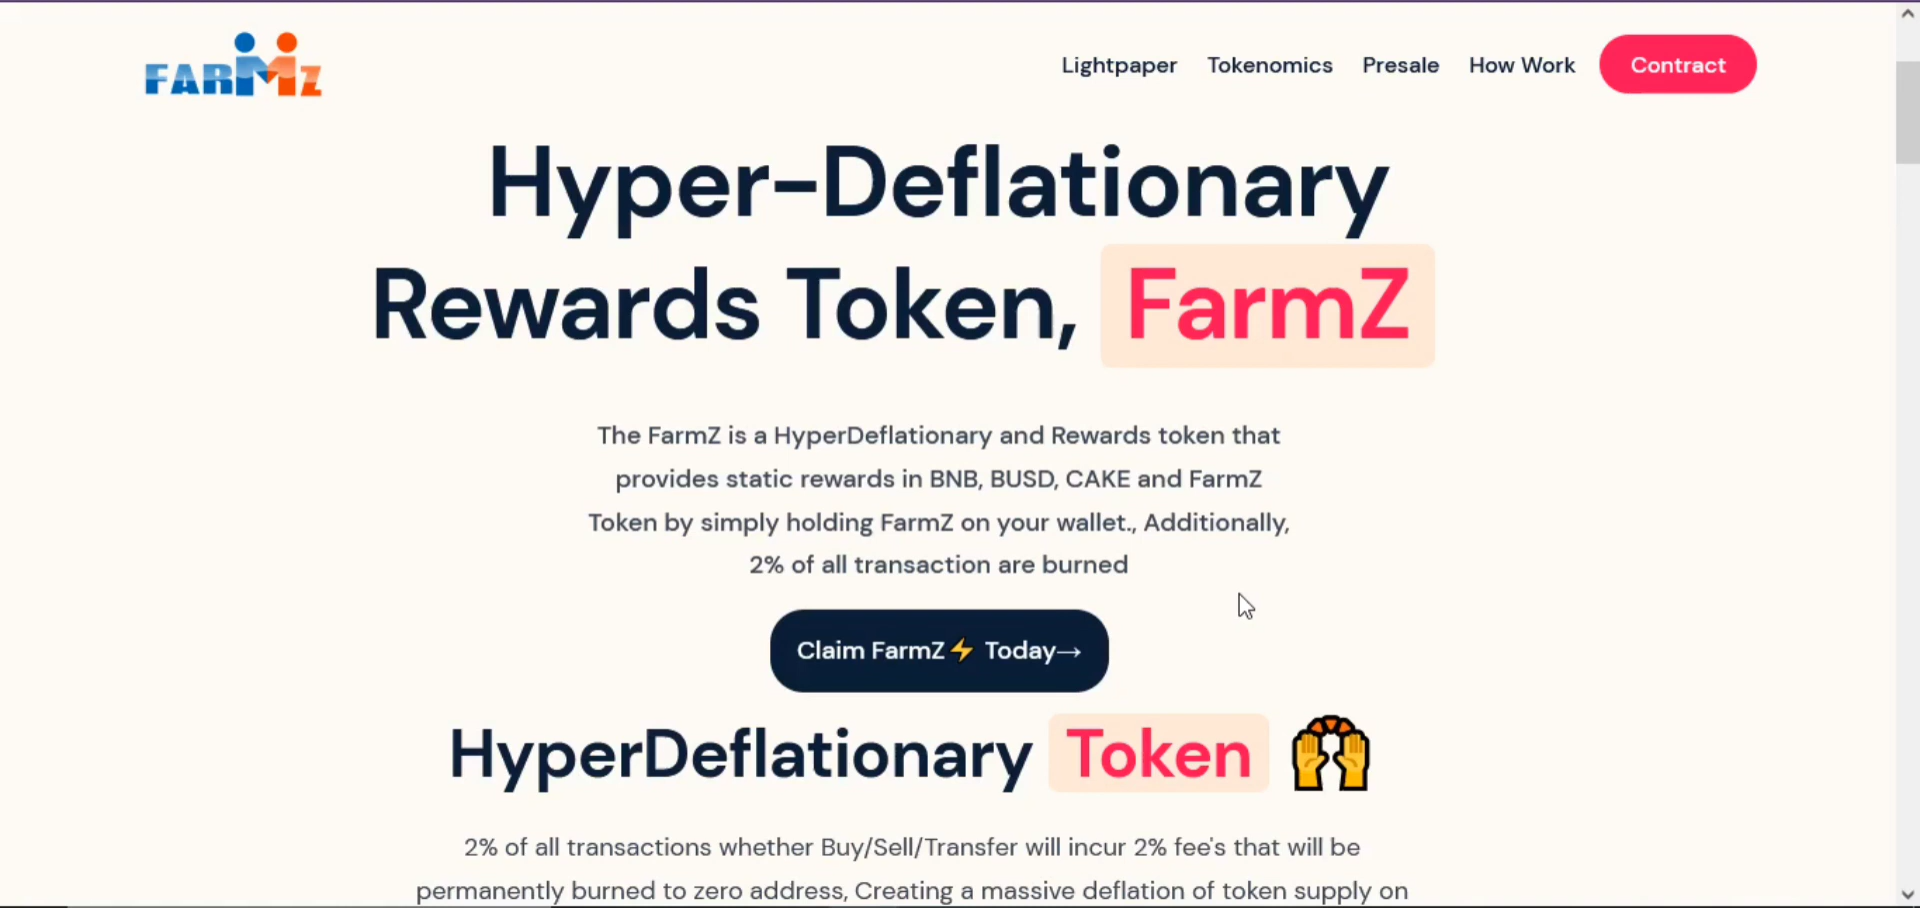 FARMZ
Lightpaper Tokenomics Presale How Work Contract
Hyper-Deflationary
Rewards Token, FarmZ
The FarmZ is a HyperDeflationary and Rewards token that
provides static rewards in BNB, BUSD, CAKE and FarmZ
Token by simply holding FarmZ on your wallet., Additionally,
2% of all transaction are burned
Claim FarmZ⚡ Today→
HyperDeflationary Token 🙌
2% of all transactions whether Buy/Sell/Transfer will incur 2% fee's that will be
permanently burned to zero address, Creating a massive deflation of token supply on